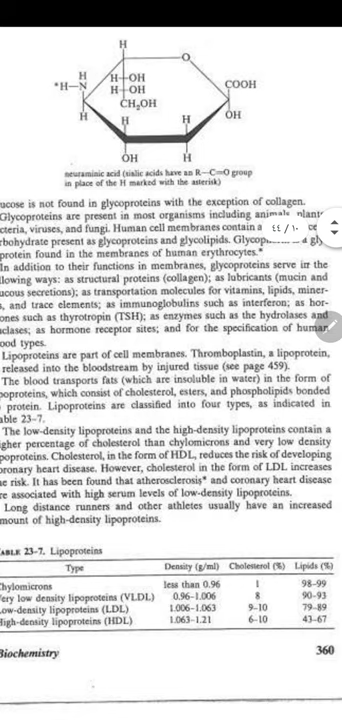 H
O
H
*H—N
H
H—OH
H—OH
CH₂OH
COOH
OH
H
H
OH
H
neuraminic acid (sialic acids have an R—C=O group
in place of the H marked with the asterisk)
ucose is not found in glycoproteins with the exception of collagen.
Glycoproteins are present in most organisms including animals plant
cteria, viruses, and fungi. Human cell membranes contain a
٤٤ / ١٠
rbohydrate present as glycoproteins and glycolipids.
protein found in the membranes of human erythrocytes.*
In addition to their functions in membranes, glycoproteins serve in the
llowing ways: as structural proteins (collagen); as lubricants (mucin and
ucous secretions); as transportation molecules for vitamins, lipids, miner-
, and trace elements; as immunoglobulins such as interferon; as hor-
ones such as thyrotropin (TSH); as enzymes such as the hydrolases and
clases; as hormone receptor sites; and for the specification of human
ood types.
Lipoproteins are part of cell membranes. Thromboplastin, a lipoprotein,
released into the bloodstream by injured tissue (see page 459).
The blood transports fats (which are insoluble in water) in the form of
poproteins, which consist of cholesterol, esters, and phospholipids bonded
protein. Lipoproteins are classified into four types, as indicated in
able 23-7.
The low-density lipoproteins and the high-density lipoproteins contain a
igher percentage of cholesterol than chylomicrons and very low density
poproteins. Cholesterol, in the form of HDL, reduces the risk of developing
oronary heart disease. However, cholesterol in the form of LDL increases
he risk. It has been found that atherosclerosis* and coronary heart disease
re associated with high serum levels of low-density lipoproteins.
Long distance runners and other athletes usually have an increased
mount of high-density lipoproteins.
TABLE 23-7. Lipoproteins
Type Density (g/ml) Cholesterol (%) Lipids (%)
Chylomicrons less than 0.96 1 98–99
Very low density lipoproteins (VLDL) 0.96–1.006 8 90–93
Low-density lipoproteins (LDL) 1.006–1.063 9–10 79–89
High-density lipoproteins (HDL) 1.063–1.21 6–10 43–67
Biochemistry 360